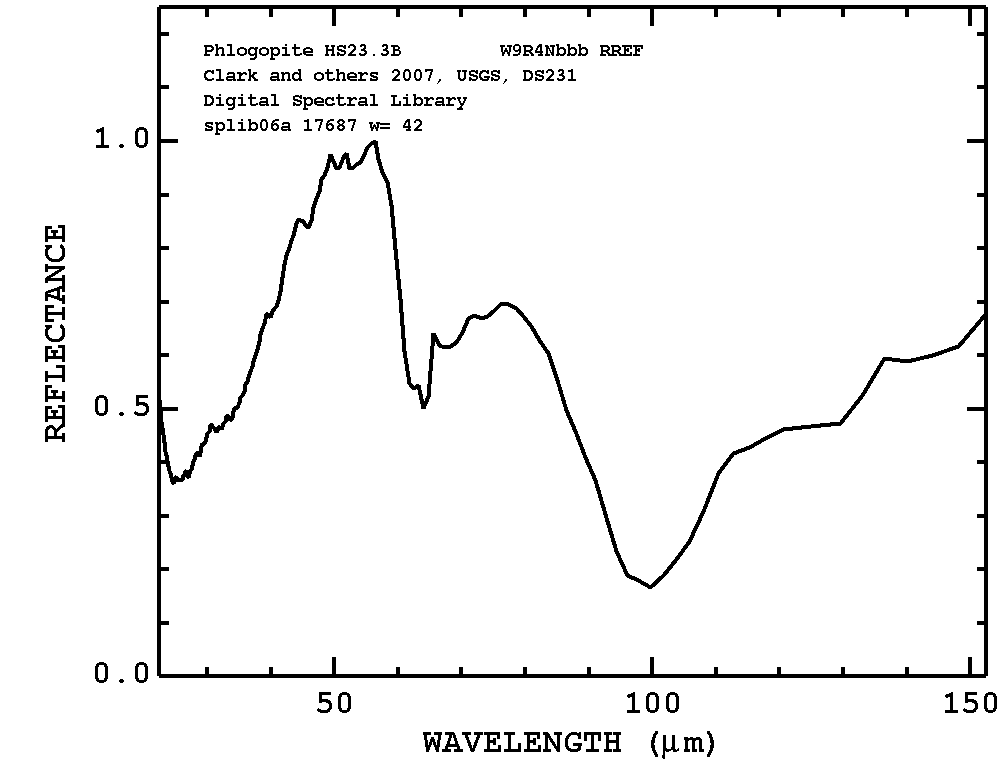 Phlogopite HS23.3B W9R4Nbbb RREF
Clark and others 2007, USGS, DS231
Digital Spectral Library
splib06a 17687 w= 42
1.0
0.5
0.0
REFLECTANCE
50 100 150
WAVELENGTH (μm)